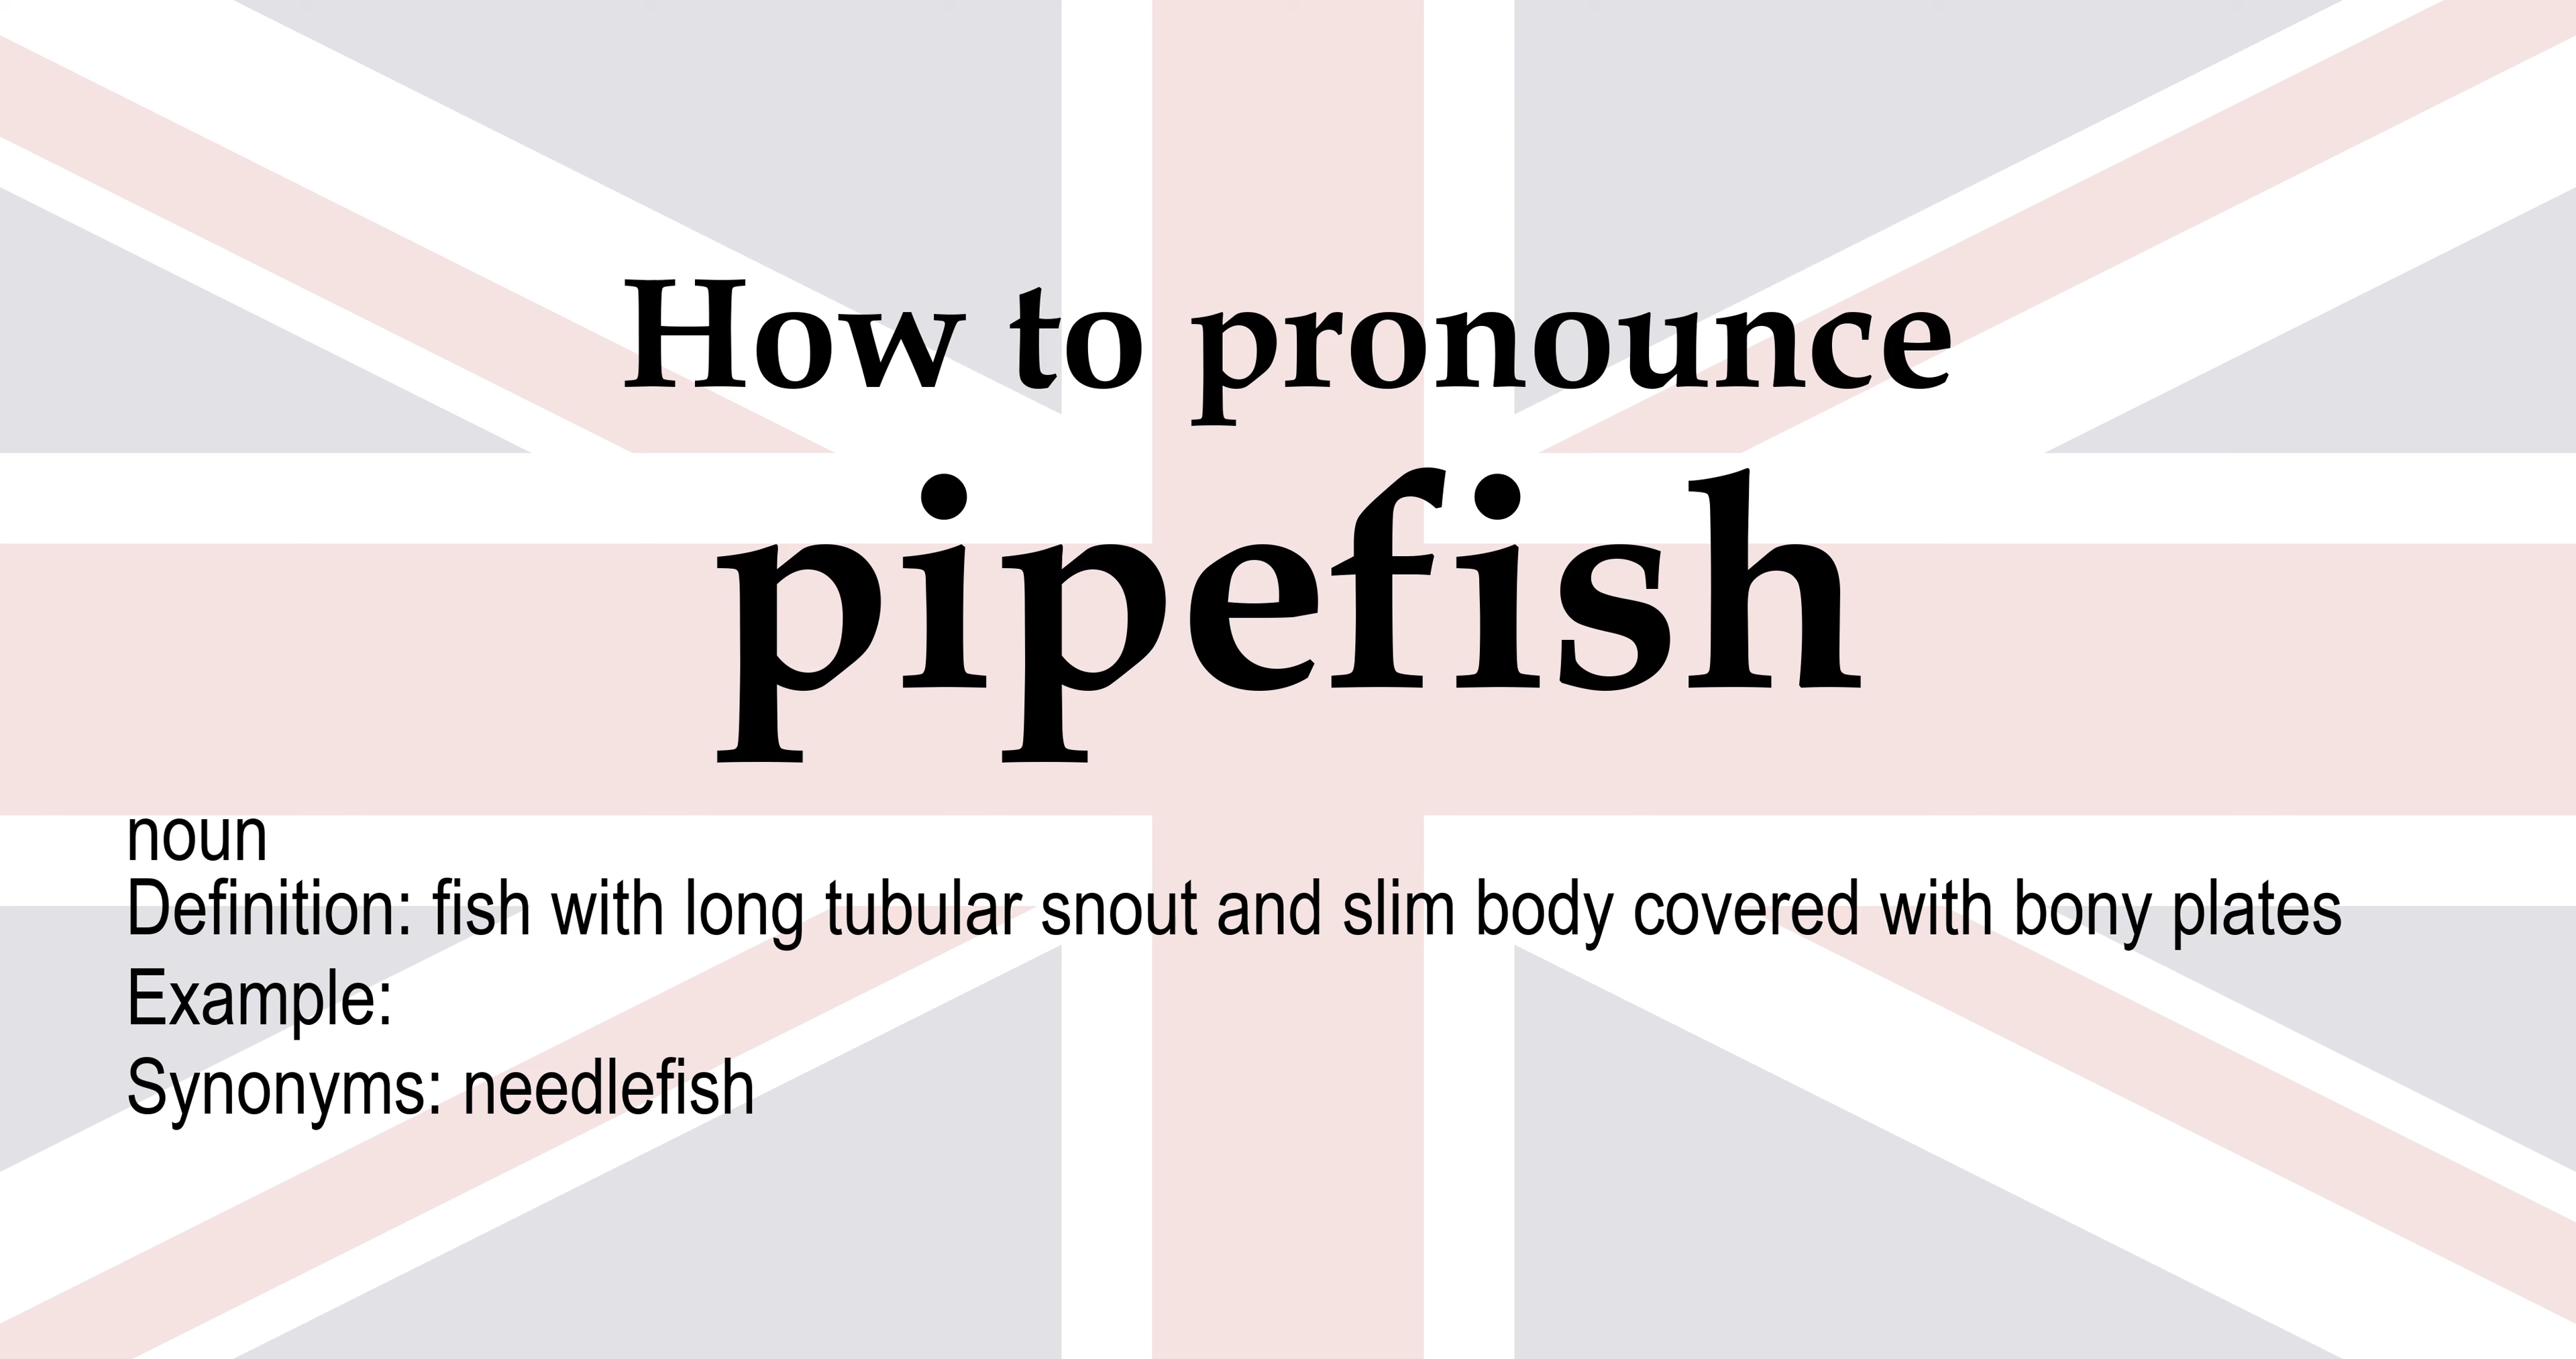 How to pronounce
pipefish
noun
Definition: fish with long tubular snout and slim body covered with bony plates
Example:
Synonyms: needlefish